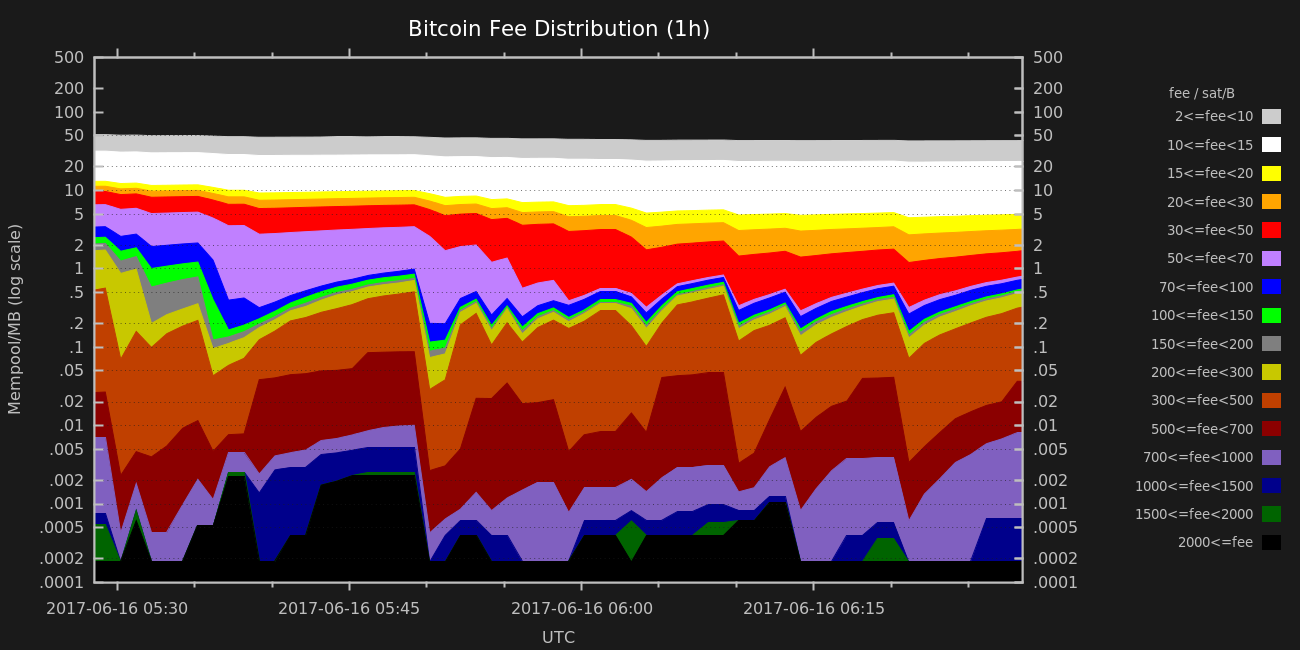 Bitcoin Fee Distribution (1h)
500
200
100
50
20
10
5
2
1
.5
.2
.1
.05
.02
.01
.005
.002
.001
.0005
.0002
.0001
Mempool/MB (log scale)
500
200
100
50
20
10
5
2
1
.5
.2
.1
.05
.02
.01
.005
.002
.001
.0005
.0002
.0001
2017-06-16 05:30 2017-06-16 05:45 2017-06-16 06:00 2017-06-16 06:15
UTC
fee / sat/B
2<=fee<10
10<=fee<15
15<=fee<20
20<=fee<30
30<=fee<50
50<=fee<70
70<=fee<100
100<=fee<150
150<=fee<200
200<=fee<300
300<=fee<500
500<=fee<700
700<=fee<1000
1000<=fee<1500
1500<=fee<2000
2000<=fee